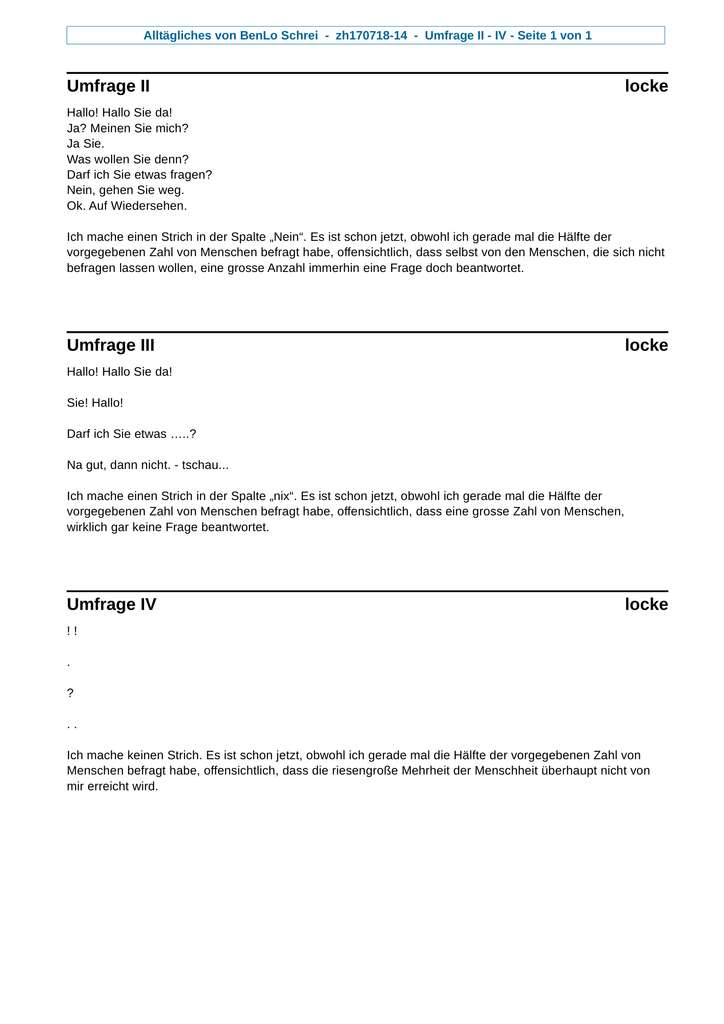 Alltägliches von BenLo Schrei - zh170718-14 - Umfrage II - IV - Seite 1 von 1
Umfrage II locke
Hallo! Hallo Sie da!
Ja? Meinen Sie mich?
Ja Sie.
Was wollen Sie denn?
Darf ich Sie etwas fragen?
Nein, gehen Sie weg.
Ok. Auf Wiedersehen.
Ich mache einen Strich in der Spalte „Nein“. Es ist schon jetzt, obwohl ich gerade mal die Hälfte der
vorgegebenen Zahl von Menschen befragt habe, offensichtlich, dass selbst von den Menschen, die sich nicht
befragen lassen wollen, eine grosse Anzahl immerhin eine Frage doch beantwortet.
Umfrage III locke
Hallo! Hallo Sie da!
Sie! Hallo!
Darf ich Sie etwas …..?
Na gut, dann nicht. - tschau...
Ich mache einen Strich in der Spalte „nix“. Es ist schon jetzt, obwohl ich gerade mal die Hälfte der
vorgegebenen Zahl von Menschen befragt habe, offensichtlich, dass eine grosse Zahl von Menschen,
wirklich gar keine Frage beantwortet.
Umfrage IV locke
! !
.
?
. .
Ich mache keinen Strich. Es ist schon jetzt, obwohl ich gerade mal die Hälfte der vorgegebenen Zahl von
Menschen befragt habe, offensichtlich, dass die riesengroße Mehrheit der Menschheit überhaupt nicht von
mir erreicht wird.